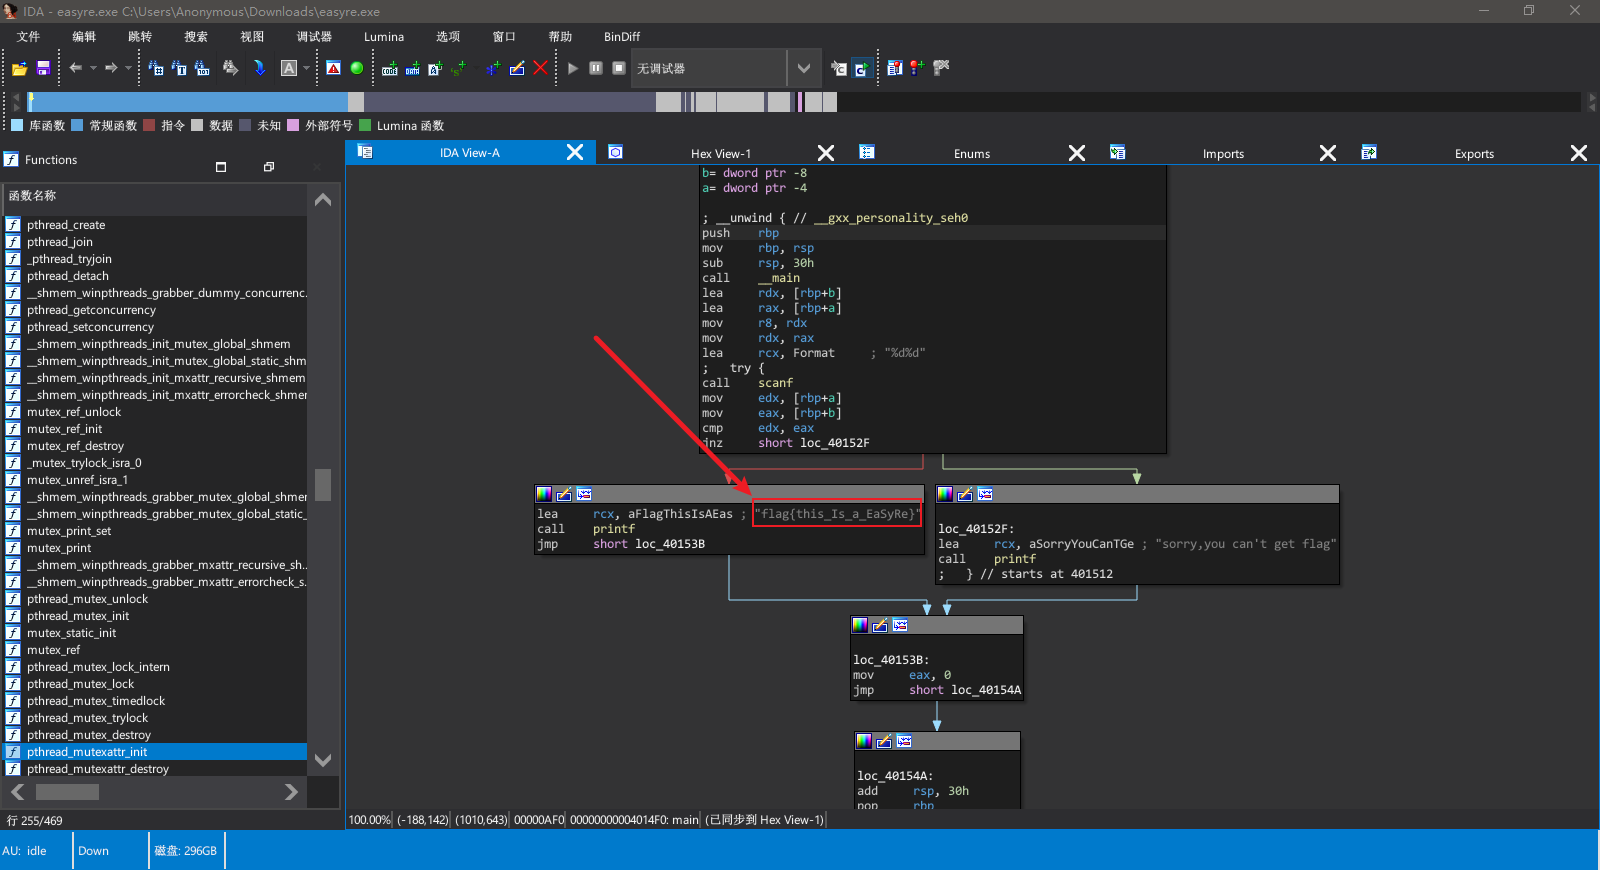 IDA - easyre.exe C:\Users\Anonymous\Downloads\easyre.exe
文件 编辑 跳转 搜索 视图 调试器 Lumina 选项 窗口 帮助 BinDiff
无调试器
库函数 常规函数 指令 数据 未知 外部符号 Lumina 函数
Functions
函数名称
pthread_create
pthread_join
_pthread_tryjoin
pthread_detach
__shmem_winpthreads_grabber_dummy_concurrenc.
pthread_getconcurrency
pthread_setconcurrency
__shmem_winpthreads_init_mutex_global_shmem
__shmem_winpthreads_init_mutex_global_static_shm
__shmem_winpthreads_init_mxattr_recursive_shmem
__shmem_winpthreads_init_mxattr_errorcheck_shmer
mutex_ref_unlock
mutex_ref_init
mutex_ref_destroy
_mutex_trylock_isra_0
mutex_unref_isra_1
__shmem_winpthreads_grabber_mutex_global_shmer
__shmem_winpthreads_grabber_mutex_global_static_
mutex_print_set
mutex_print
__shmem_winpthreads_grabber_mxattr_recursive_sh..
__shmem_winpthreads_grabber_mxattr_errorcheck_s..
pthread_mutex_unlock
pthread_mutex_init
mutex_static_init
mutex_ref
pthread_mutex_lock_intern
pthread_mutex_lock
pthread_mutex_timedlock
pthread_mutex_trylock
pthread_mutex_destroy
pthread_mutexattr_init
pthread_mutexattr_destroy
行 255/469
IDA View-A Hex View-1 Enums Imports Exports
b= dword ptr -8
a= dword ptr -4
; __unwind { // __gxx_personality_seh0
push rbp
mov rbp, rsp
sub rsp, 30h
call __main
lea rdx, [rbp+b]
lea rax, [rbp+a]
mov r8, rdx
mov rdx, rax
lea rcx, Format ; "%d%d"
; try {
call scanf
mov edx, [rbp+a]
mov eax, [rbp+b]
cmp edx, eax
jnz short loc_40152F
lea rcx, aFlagThisIsAEas ; "flag{this_Is_a_EaSyRe}"
call printf
jmp short loc_40153B
loc_40152F:
lea rcx, aSorryYouCanTGe ; "sorry,you can't get flag"
call printf
; } // starts at 401512
loc_40153B:
mov eax, 0
jmp short loc_40154A
loc_40154A:
add rsp, 30h
pop rbp
100.00% (-188,142) (1010,643) 00000AF0 00000000004014F0: main (已同步到 Hex View-1)
AU: idle Down 磁盘: 296GB